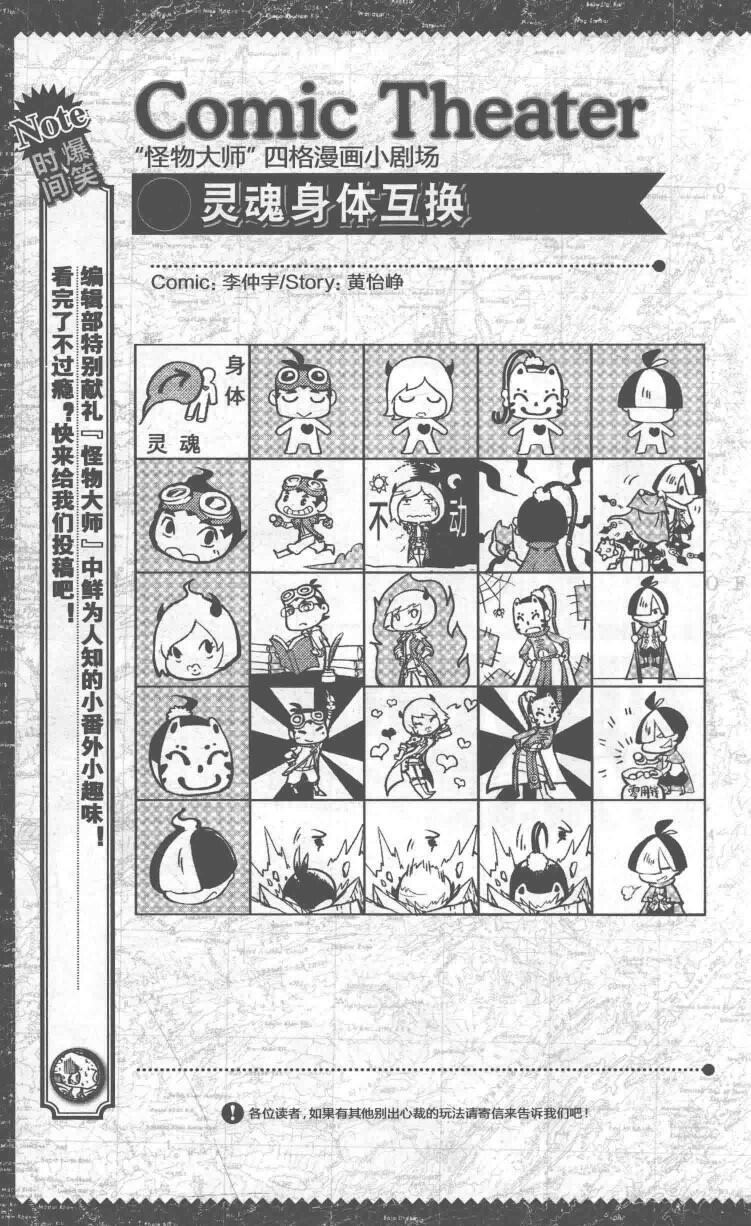 Comic Theater
“怪物大师”四格漫画小剧场
灵魂身体互换
Comic：李仲宇/Story：黄怡峥
Note
爆笑
时间
编辑部特别献礼『怪物大师』中鲜为人知的小番外小趣味！
看完了不过瘾？快来给我们投稿吧！
身体
灵魂
不动
零用钱
各位读者，如果有其他别出心裁的玩法请寄信来告诉我们吧！